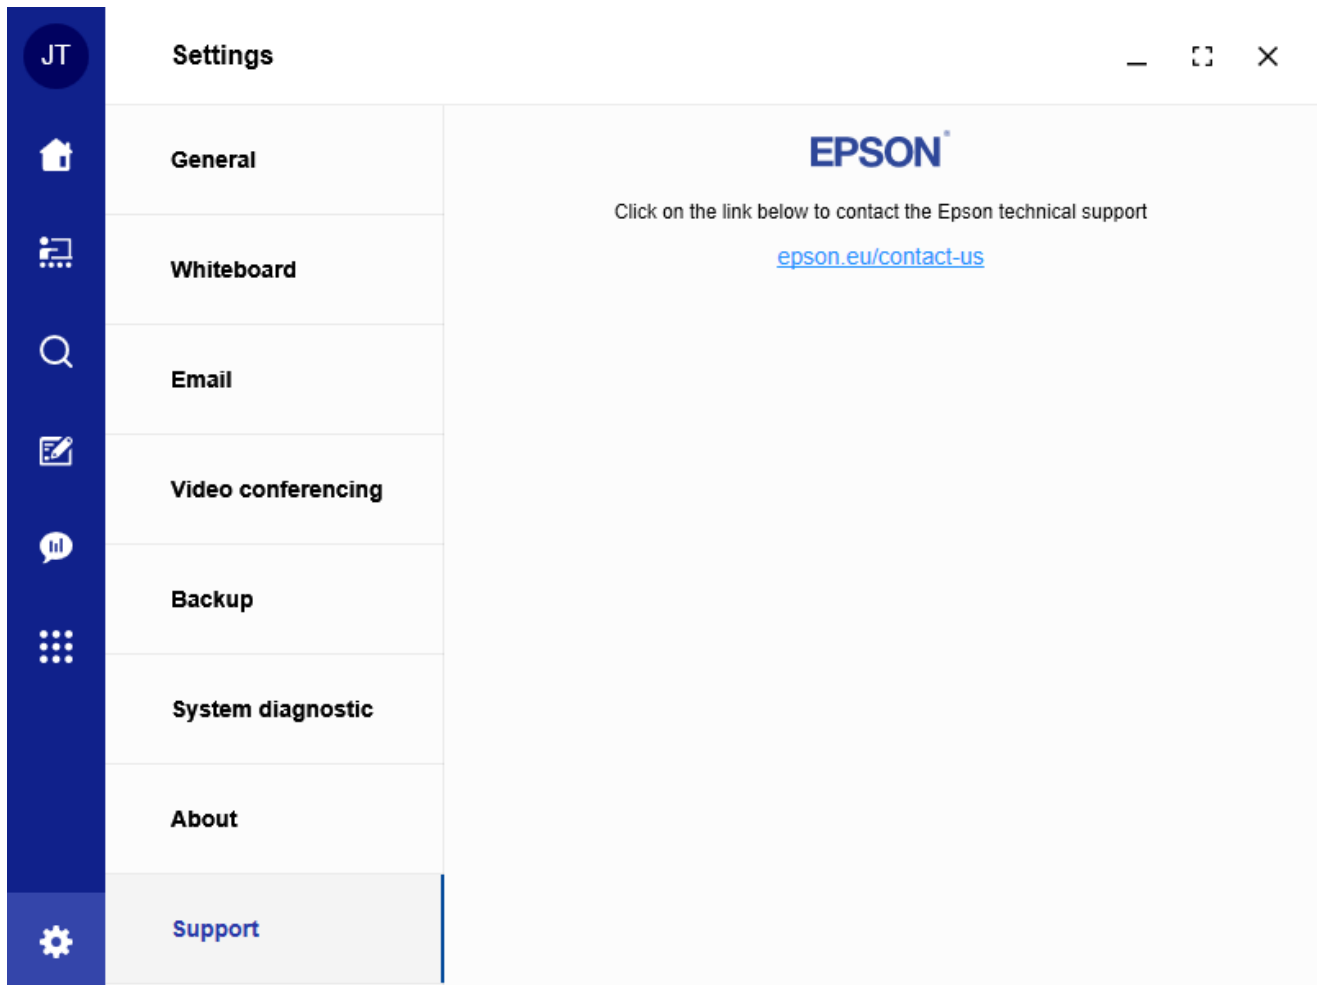 JT
Settings
General
Whiteboard
Email
Video conferencing
Backup
System diagnostic
About
Support
EPSON®
Click on the link below to contact the Epson technical support
epson.eu/contact-us